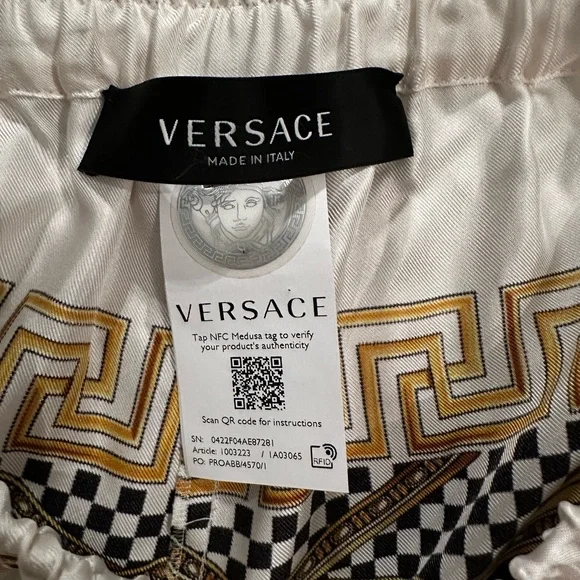 VERSACE
MADE IN ITALY
VERSACE
Tap NFC Medusa tag to verify
your product's authenticity
Scan QR code for instructions
SN: 0422F04AE87281
Article: 1003223 / 1A03065
PO: PROABB/4570/1
RFID